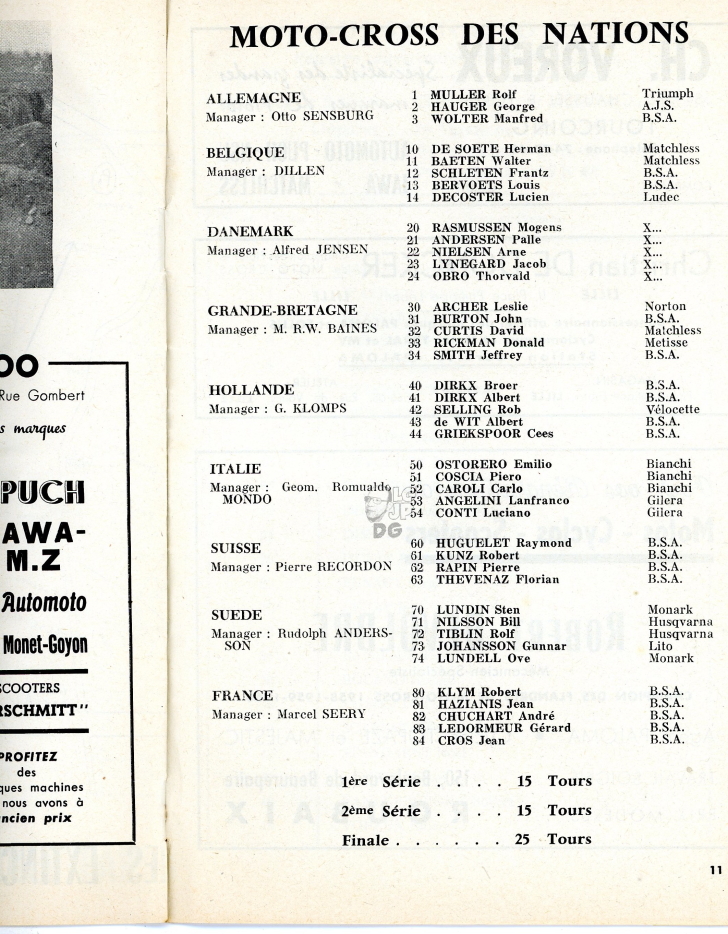 OO
Rue Gombert
s marques
PUCH
AWA-
M.Z
Automoto
Monet-Goyon
SCOOTERS
RSCHMITT"
PROFITEZ
des
ques machines
nous avons à
ncien prix
MOTO-CROSS DES NATIONS
ALLEMAGNE
Manager : Otto SENSBURG
1 MULLER Rolf Triumph
2 HAUGER George A.J.S.
3 WOLTER Manfred B.S.A.
BELGIQUE
Manager : DILLEN
10 DE SOETE Herman Matchless
11 BAETEN Walter Matchless
12 SCHLETEN Frantz B.S.A.
13 BERVOETS Louis B.S.A.
14 DECOSTER Lucien Ludec
DANEMARK
Manager : Alfred JENSEN
20 RASMUSSEN Mogens X...
21 ANDERSEN Palle X...
22 NIELSEN Arne X...
23 LYNEGARD Jacob X...
24 OBRO Thorvald X...
GRANDE-BRETAGNE
Manager : M. R.W. BAINES
30 ARCHER Leslie Norton
31 BURTON John B.S.A.
32 CURTIS David Matchless
33 RICKMAN Donald Metisse
34 SMITH Jeffrey B.S.A.
HOLLANDE
Manager : G. KLOMPS
40 DIRKX Broer B.S.A.
41 DIRKX Albert B.S.A.
42 SELLING Rob Vélocette
43 de WIT Albert B.S.A.
44 GRIEKSPOOR Cees B.S.A.
ITALIE
Manager : Geom. Romualdo
MONDO
50 OSTORERO Emilio Bianchi
51 COSCIA Piero Bianchi
52 CAROLI Carlo Bianchi
53 ANGELINI Lanfranco Gilera
54 CONTI Luciano Gilera
SUISSE
Manager : Pierre RECORDON
60 HUGUELET Raymond B.S.A.
61 KUNZ Robert B.S.A.
62 RAPIN Pierre B.S.A.
63 THEVENAZ Florian B.S.A.
SUEDE
Manager : Rudolph ANDERS-
SON
70 LUNDIN Sten Monark
71 NILSSON Bill Husqvarna
72 TIBLIN Rolf Husqvarna
73 JOHANSSON Gunnar Lito
74 LUNDELL Ove Monark
FRANCE
Manager : Marcel SEERY
80 KLYM Robert B.S.A.
81 HAZIANIS Jean B.S.A.
82 CHUCHART André B.S.A.
83 LEDORMEUR Gérard B.S.A.
84 CROS Jean B.S.A.
1ère Série . . . . 15 Tours
2ème Série . . . . 15 Tours
Finale . . . . . . 25 Tours
11
DG